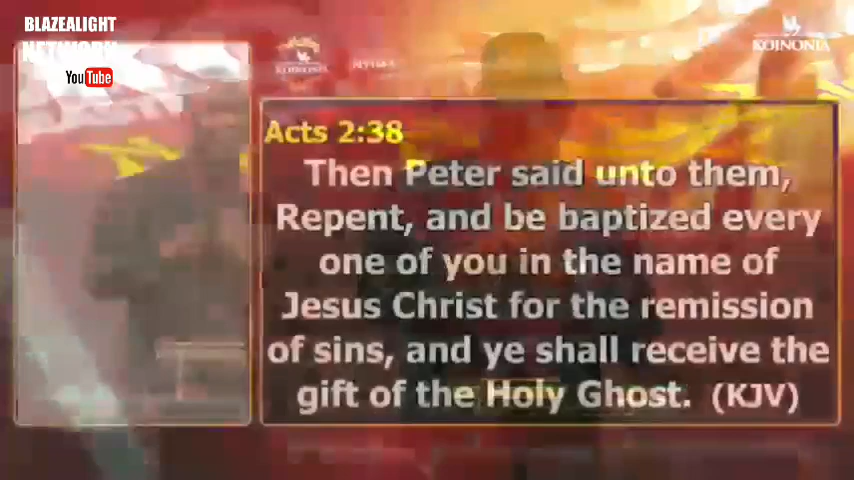 BLAZEALIGHT
NETWORK
YouTube
KOINONIA
KOINONIA
Acts 2:38
Then Peter said unto them,
Repent, and be baptized every
one of you in the name of
Jesus Christ for the remission
of sins, and ye shall receive the
gift of the Holy Ghost. (KJV)